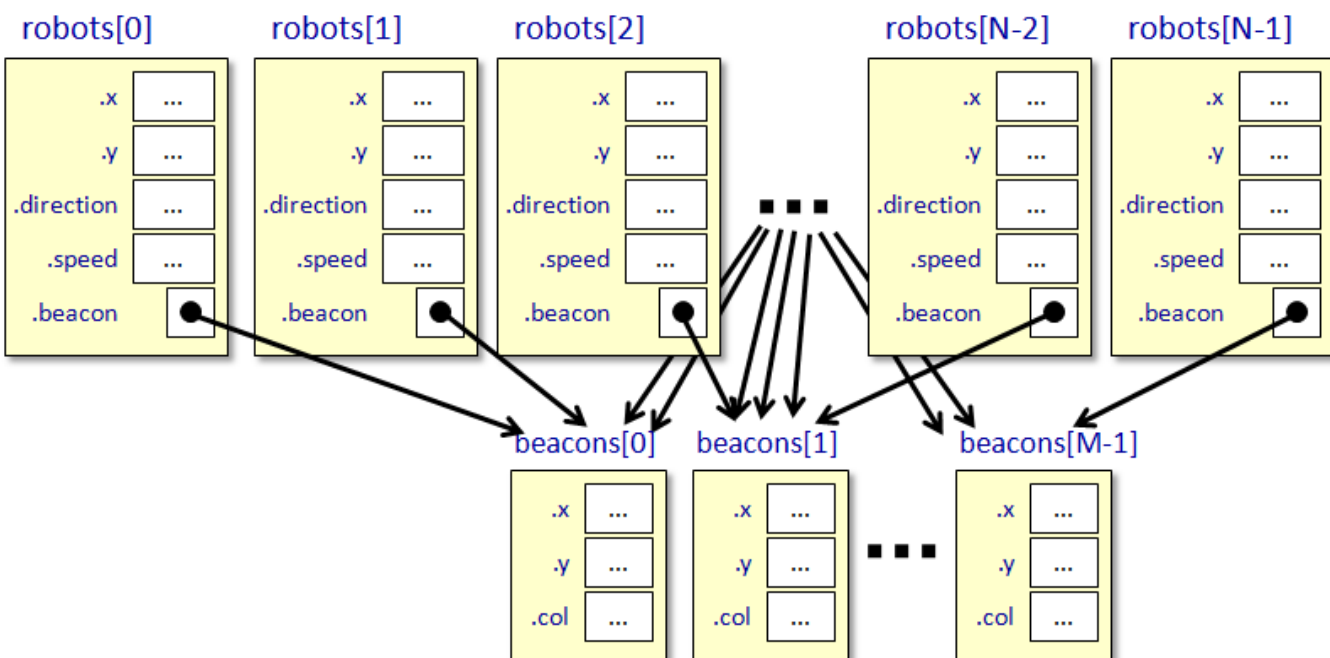 robots[0] robots[1] robots[2] robots[N-2] robots[N-1]
.x ... .x ... .x ... .x ... .x ...
.y ... .y ... .y ... .y ... .y ...
.direction ... .direction ... .direction ... ... .direction ... .direction ...
.speed ... .speed ... .speed ... .speed ... .speed ...
.beacon .beacon .beacon .beacon .beacon
beacons[0] beacons[1] beacons[M-1]
.x ... .x ... .x ...
.y ... .y ... ... .y ...
.col ... .col ... .col ...